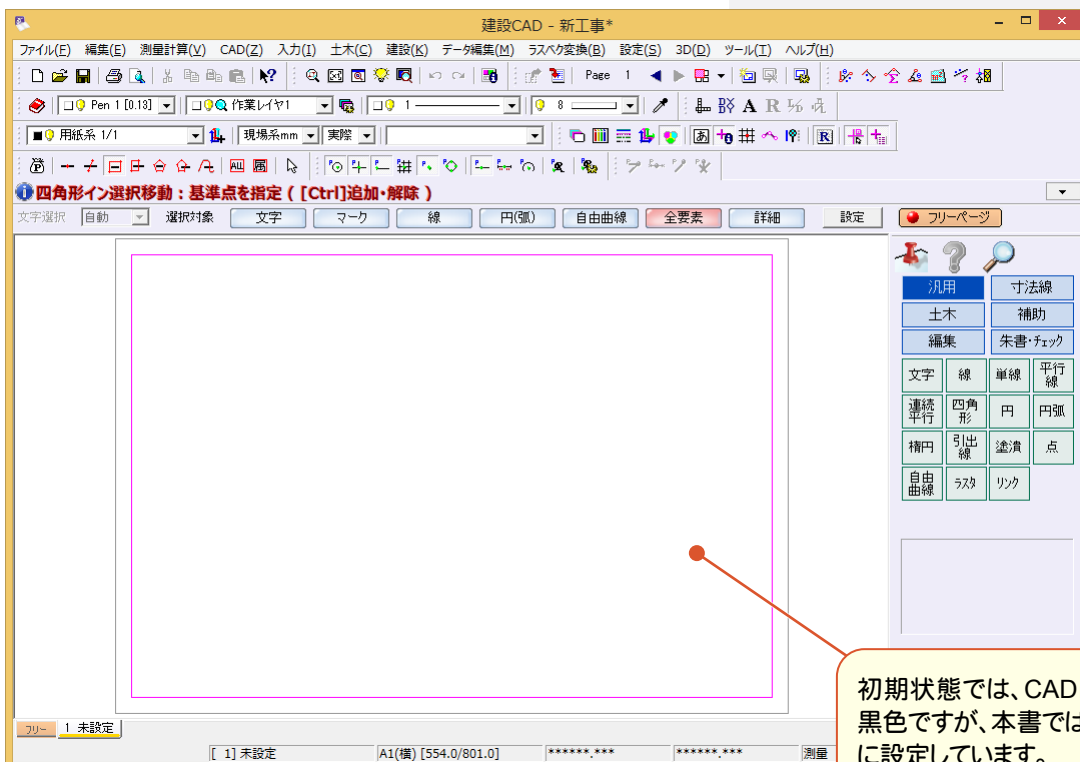 建設CAD - 新工事*
ファイル(F) 編集(E) 測量計算(V) CAD(Z) 入力(I) 土木(C) 建設(K) データ編集(M) ラスベク変換(B) 設定(S) 3D(D) ツール(T) ヘルプ(H)
Page 1
Pen 1 [0.13] 作業レイヤ1 1 8 A R
用紙系 1/1 現場系mm 実際 あ R
ALL
四角形イン選択移動：基準点を指定 ( [Ctrl]追加・解除 )
文字選択 自動 選択対象 文字 マーク 線 円(弧) 自由曲線 全要素 詳細 設定 フリーページ
汎用 寸法線
土木 補助
編集 朱書・チェック
文字 線 単線 平行線
連続平行 四角形 円 円弧
楕円 引出線 塗潰 点
自由曲線 ラスタ リンク
初期状態では、CAD
黒色ですが、本書では
に設定しています。
フリー 1 未設定
[ 1] 未設定 A1(横) [554.0/801.0] ******.*** ******.*** 測量